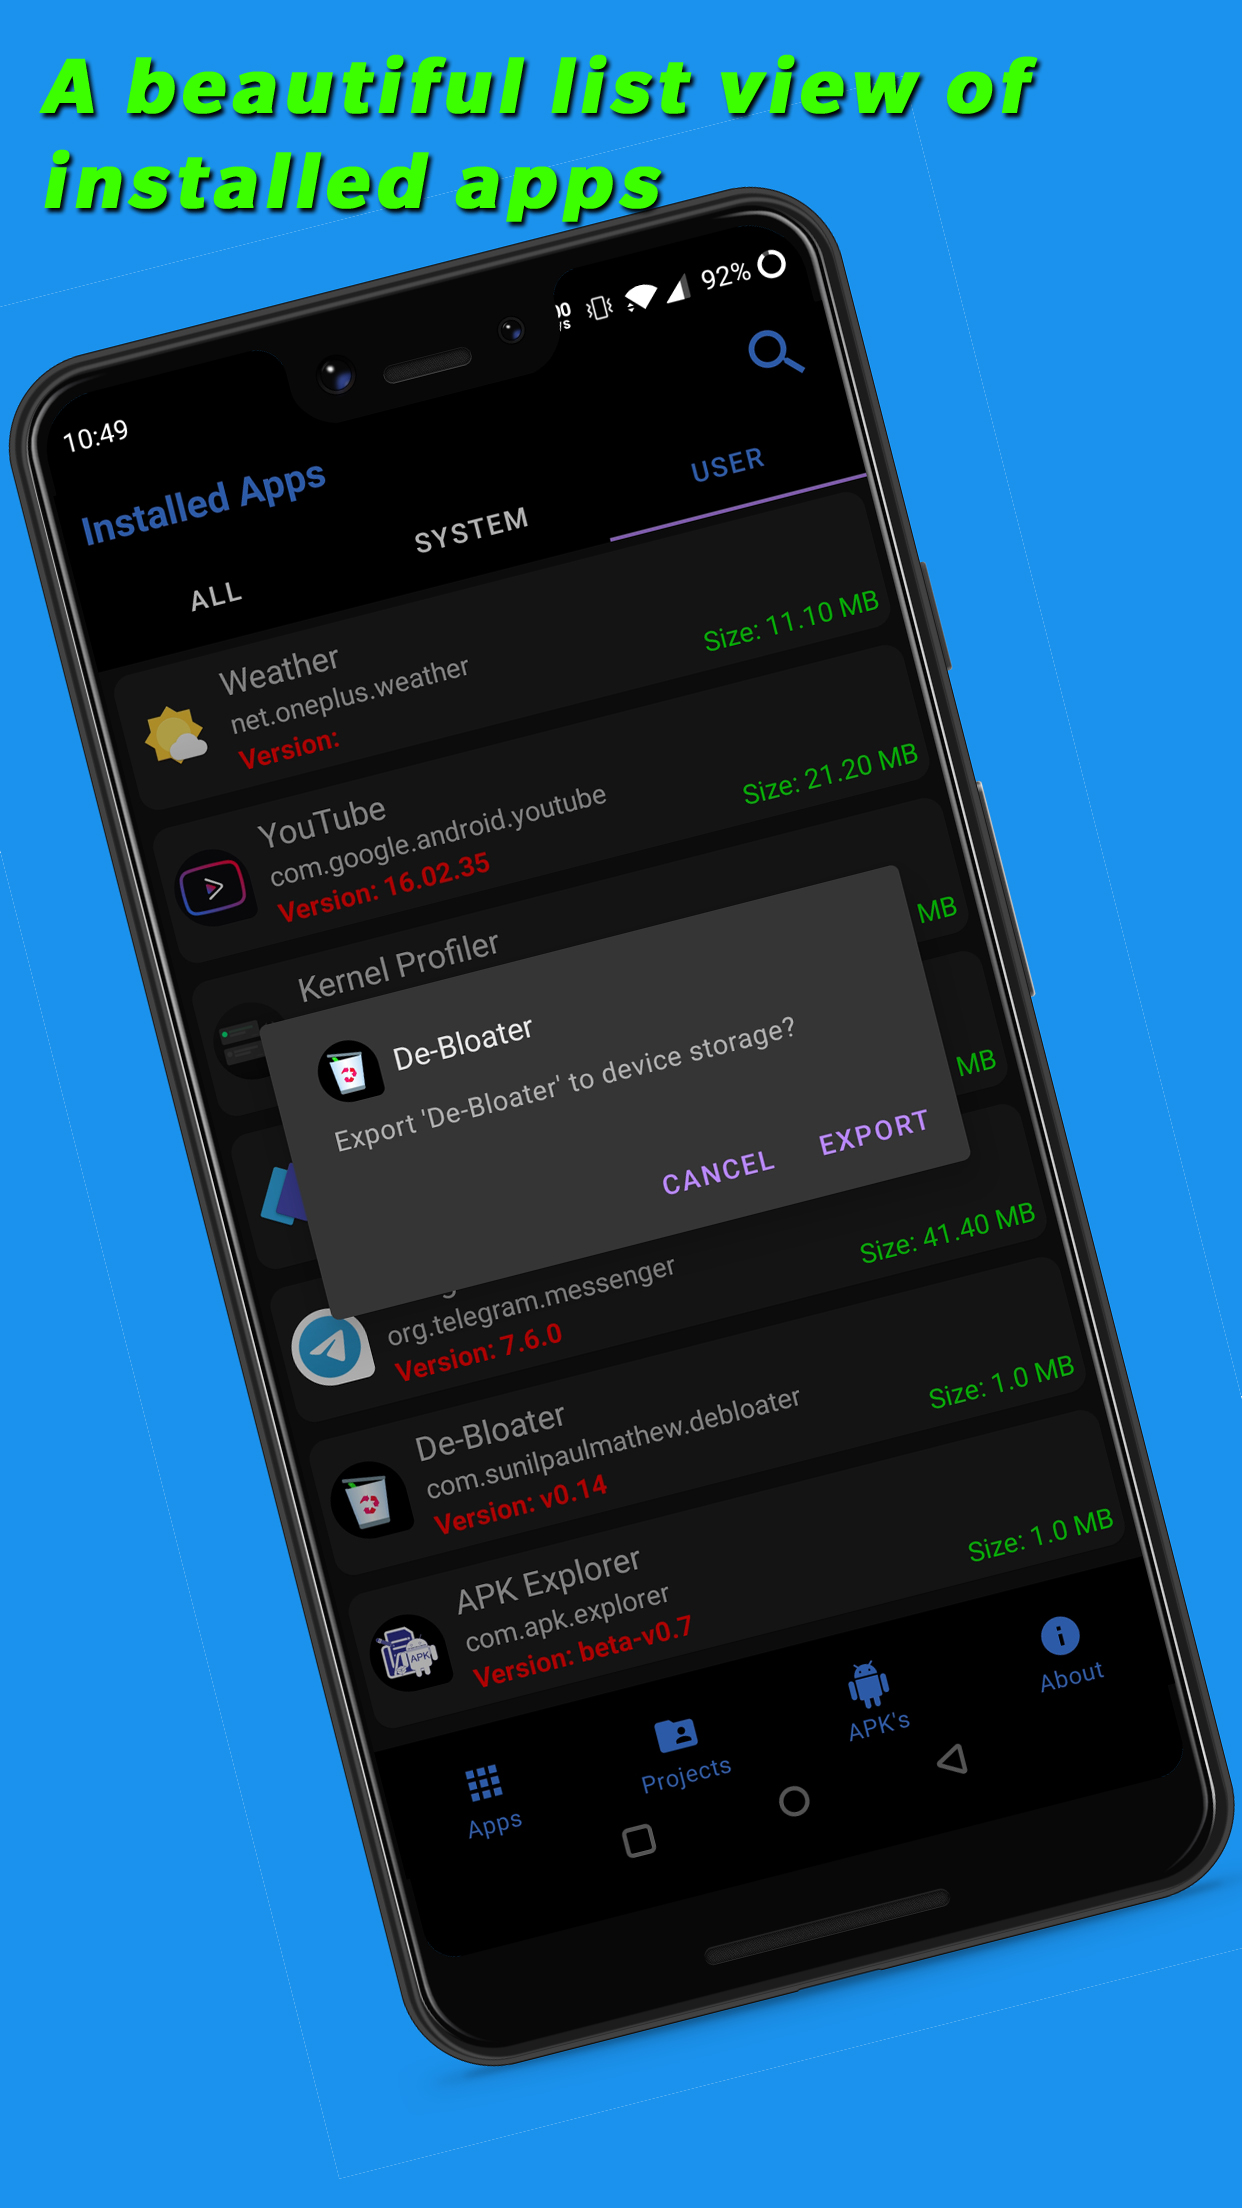 A beautiful list view of
installed apps
10:49
92%
Installed Apps
ALL
SYSTEM
USER
Weather
net.oneplus.weather
Version:
Size: 11.10 MB
YouTube
com.google.android.youtube
Version: 16.02.35
Size: 21.20 MB
Kernel Profiler
MB
De-Bloater
Export 'De-Bloater' to device storage?
CANCEL
EXPORT
MB
org.telegram.messenger
Version: 7.6.0
Size: 41.40 MB
De-Bloater
com.sunilpaulmathew.debloater
Version: v0.14
Size: 1.0 MB
APK Explorer
com.apk.explorer
Version: beta-v0.7
Size: 1.0 MB
APK
Apps
Projects
APK's
About